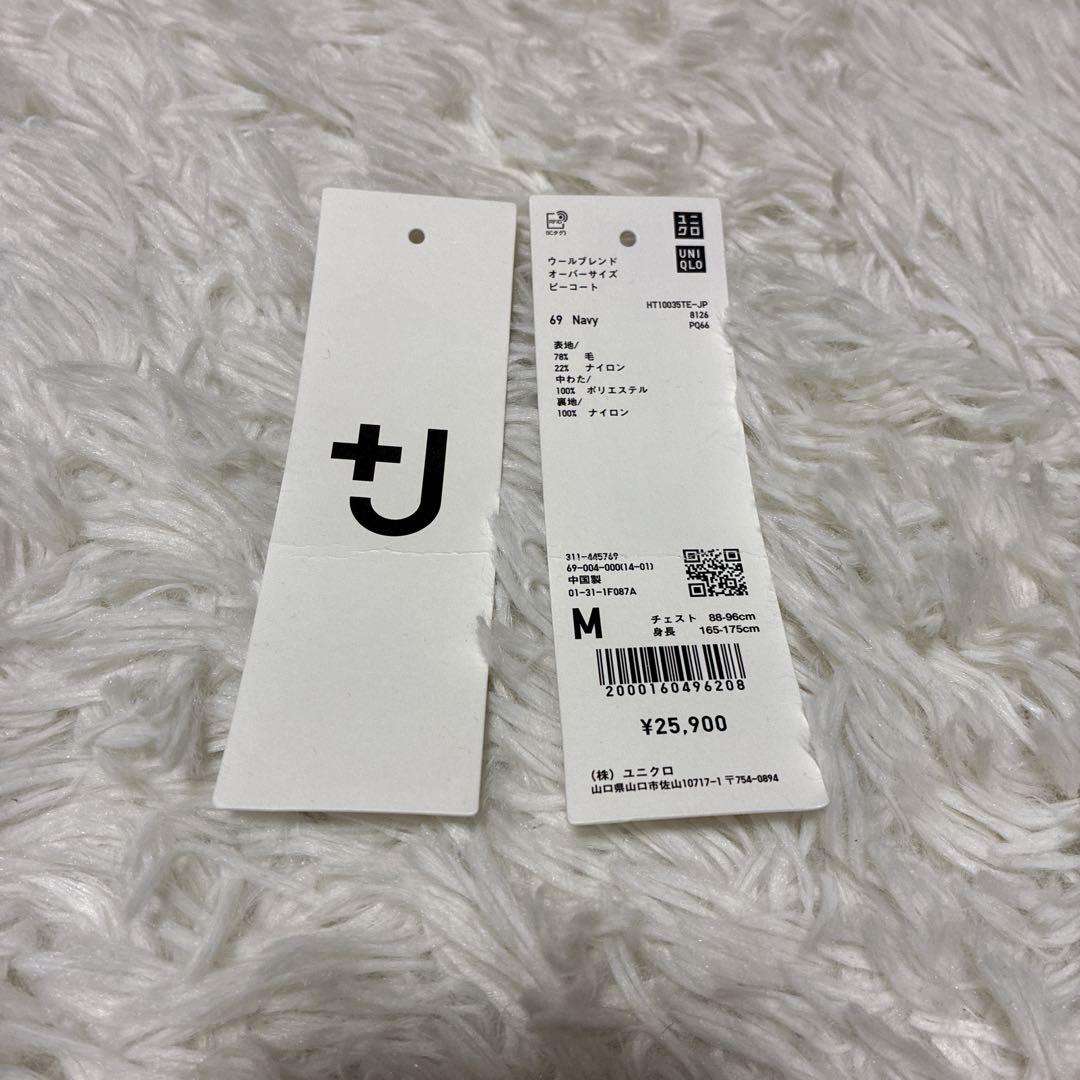 +J
RFID
(ICタグ)
ユニ
クロ
UNI
QLO
ウールブレンド
オーバーサイズ
ピーコート
HT10035TE-JP
8126
PQ66
69 Navy
表地/
78% 毛
22% ナイロン
中わた/
100% ポリエステル
裏地/
100% ナイロン
311-445769
69-004-000(14-01)
中国製
01-31-1F087A
M
チェスト 88-96cm
身長 165-175cm
2000160496208
¥25,900
(株) ユニクロ
山口県山口市佐山10717-1 〒754-0894